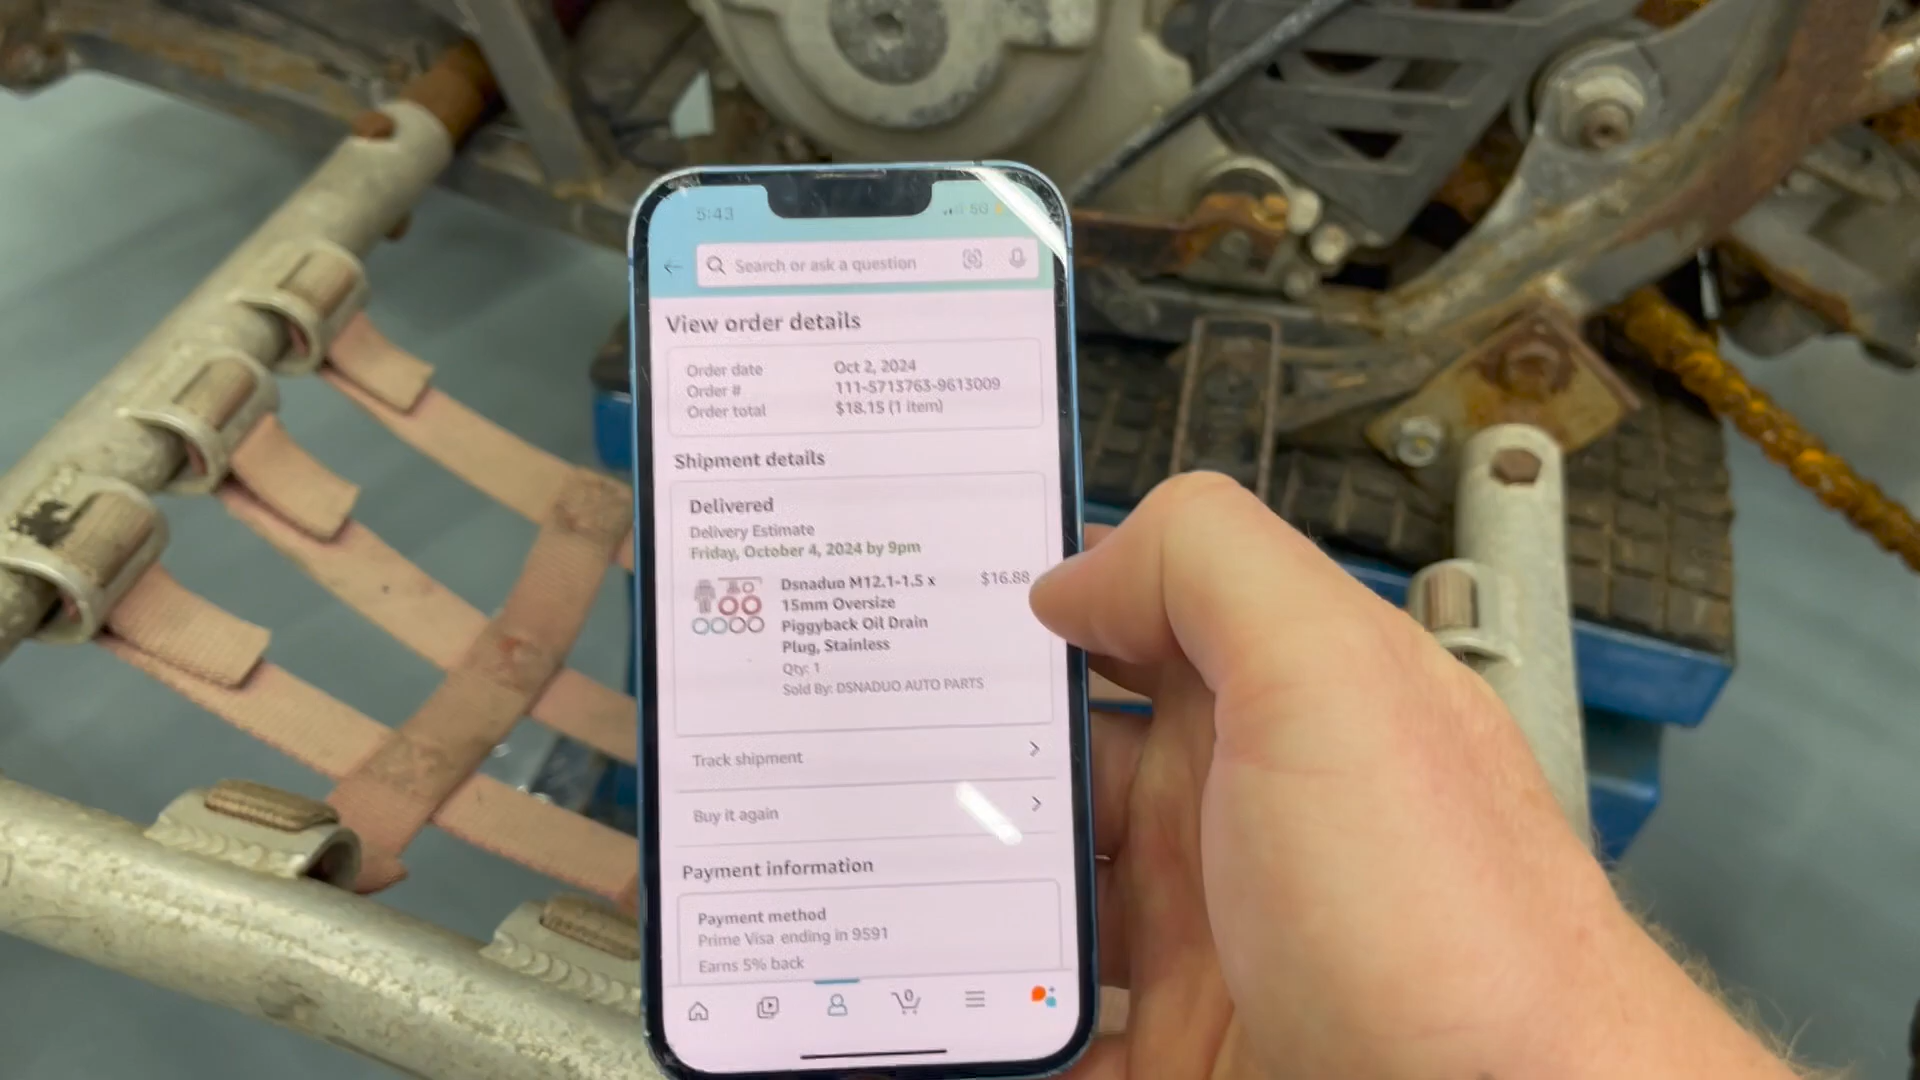 5:43
5G
Search or ask a question
View order details
Order date Oct 2, 2024
Order # 111-5713763-9613009
Order total $18.15 (1 item)
Shipment details
Delivered
Delivery Estimate
Friday, October 4, 2024 by 9pm
Dsnaduo M12.1-1.5 x $16.88
15mm Oversize
Piggyback Oil Drain
Plug, Stainless
Qty: 1
Sold By: DSNADUO AUTO PARTS
Track shipment
Buy it again
Payment information
Payment method
Prime Visa ending in 9591
Earns 5% back
0